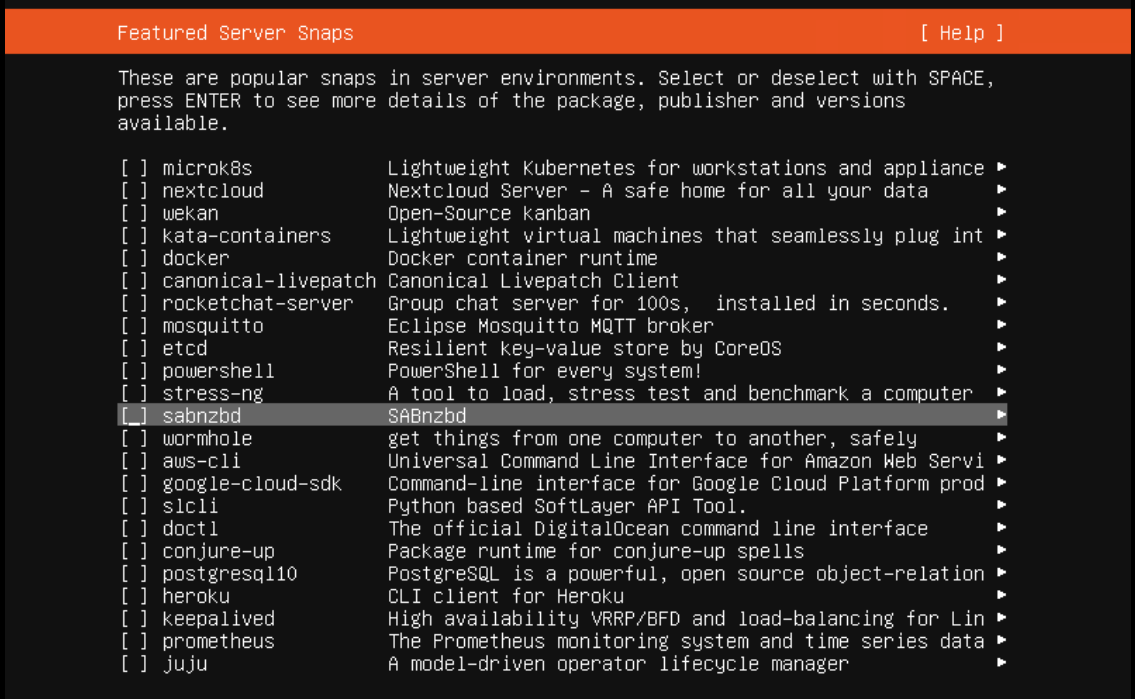 Featured Server Snaps [ Help ]
These are popular snaps in server environments. Select or deselect with SPACE,
press ENTER to see more details of the package, publisher and versions
available.
[ ] microk8s Lightweight Kubernetes for workstations and appliance ▸
[ ] nextcloud Nextcloud Server - A safe home for all your data ▸
[ ] wekan Open-Source kanban ▸
[ ] kata-containers Lightweight virtual machines that seamlessly plug int ▸
[ ] docker Docker container runtime ▸
[ ] canonical-livepatch Canonical Livepatch Client ▸
[ ] rocketchat-server Group chat server for 100s, installed in seconds. ▸
[ ] mosquitto Eclipse Mosquitto MQTT broker ▸
[ ] etcd Resilient key-value store by CoreOS ▸
[ ] powershell PowerShell for every system! ▸
[ ] stress-ng A tool to load, stress test and benchmark a computer ▸
[_] sabnzbd SABnzbd ▸
[ ] wormhole get things from one computer to another, safely ▸
[ ] aws-cli Universal Command Line Interface for Amazon Web Servi ▸
[ ] google-cloud-sdk Command-line interface for Google Cloud Platform prod ▸
[ ] slcli Python based SoftLayer API Tool. ▸
[ ] doctl The official DigitalOcean command line interface ▸
[ ] conjure-up Package runtime for conjure-up spells ▸
[ ] postgresql10 PostgreSQL is a powerful, open source object-relation ▸
[ ] heroku CLI client for Heroku ▸
[ ] keepalived High availability VRRP/BFD and load-balancing for Lin ▸
[ ] prometheus The Prometheus monitoring system and time series data ▸
[ ] juju A model-driven operator lifecycle manager ▸